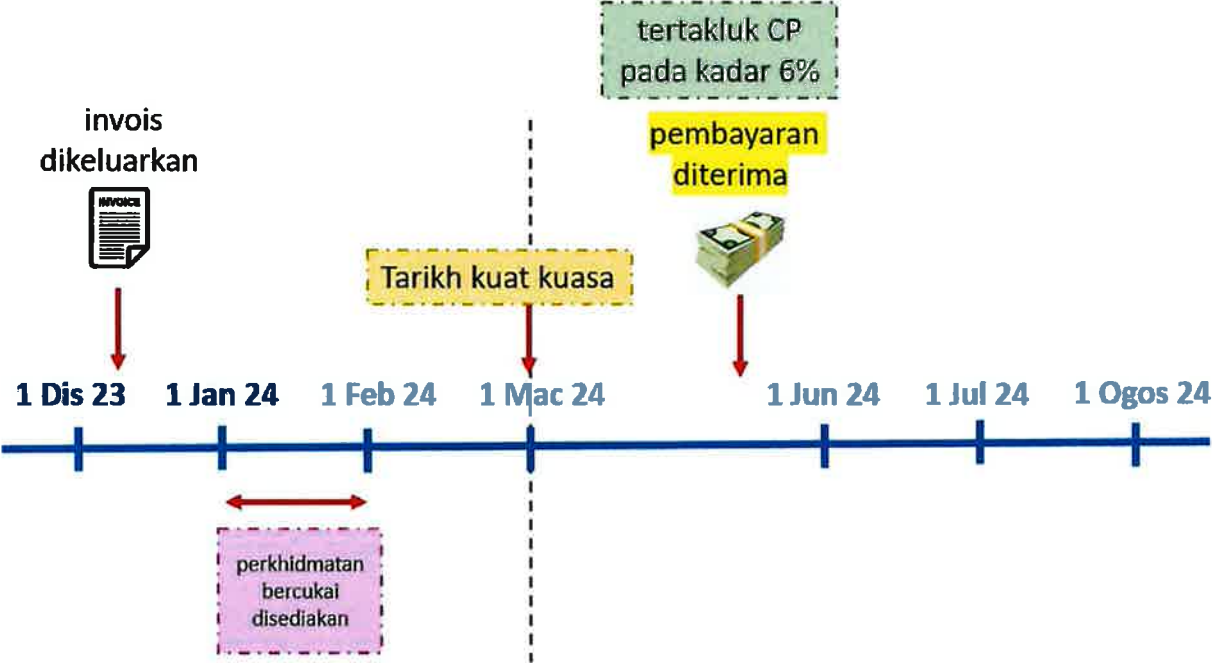 tertakluk CP
pada kadar 6%
invois
dikeluarkan
INVOICE
pembayaran
diterima
Tarikh kuat kuasa
1 Dis 23
1 Jan 24
1 Feb 24
1 Mac 24
1 Jun 24
1 Jul 24
1 Ogos 24
perkhidmatan
bercukai
disediakan